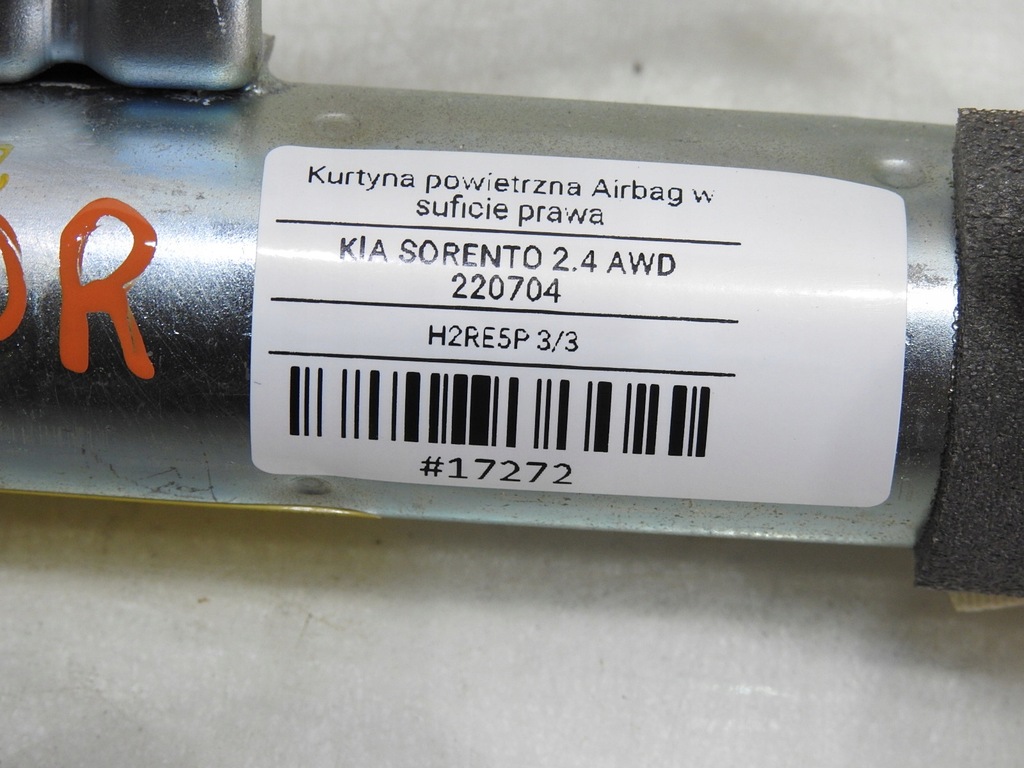 Kurtyna powietrzna Airbag w
suficie prawa
KIA SORENTO 2.4 AWD
220704
H2RE5P 3/3
#17272
R